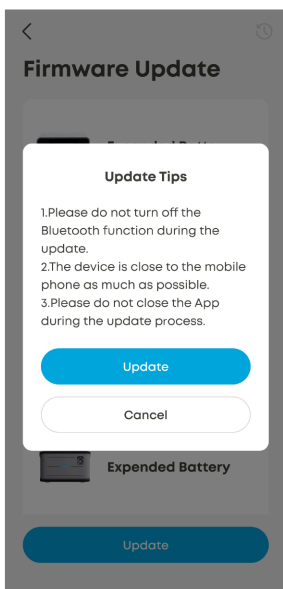 Firmware Update
Update Tips
1.Please do not turn off the
Bluetooth function during the
update.
2.The device is close to the mobile
phone as much as possible.
3.Please do not close the App
during the update process.
Update
Cancel
Expended Battery
Update